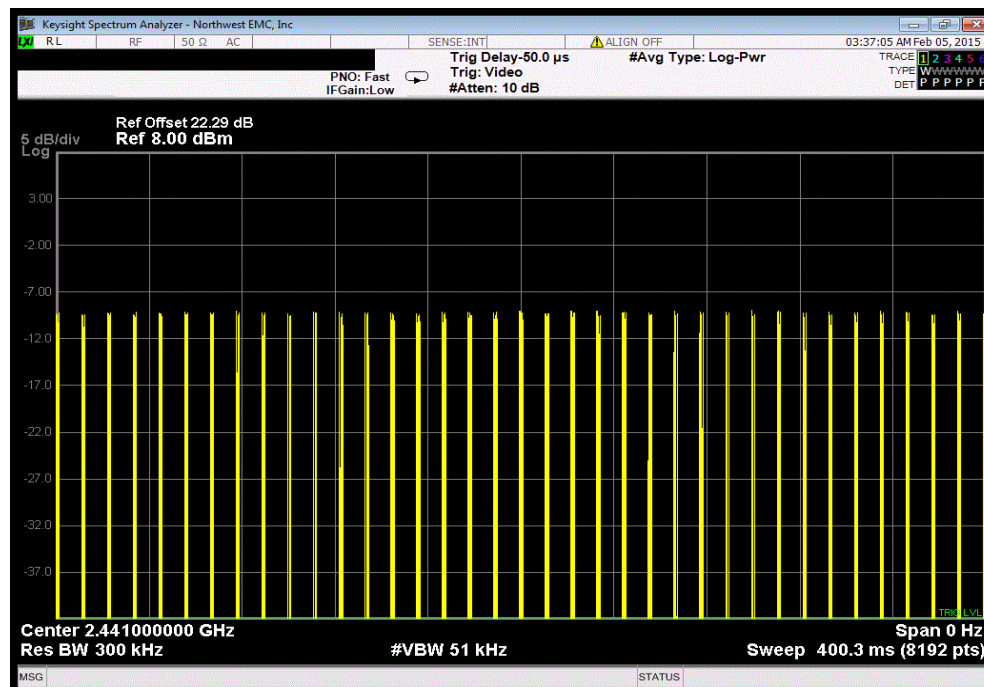 Keysight Spectrum Analyzer - Northwest EMC, Inc
LXI RL RF 50 Ω AC SENSE:INT ALIGN OFF 03:37:05 AM Feb 05, 2015
Trig Delay-50.0 µs #Avg Type: Log-Pwr TRACE 1 2 3 4 5 6
PNO: Fast Trig: Video TYPE WWWWWW
IFGain:Low #Atten: 10 dB DET P P P P P P
Ref Offset 22.29 dB
5 dB/div Ref 8.00 dBm
Log
3.00
-2.00
-7.00
-12.0
-17.0
-22.0
-27.0
-32.0
-37.0
TRIG LVL
Center 2.441000000 GHz Span 0 Hz
Res BW 300 kHz #VBW 51 kHz Sweep 400.3 ms (8192 pts)
MSG STATUS